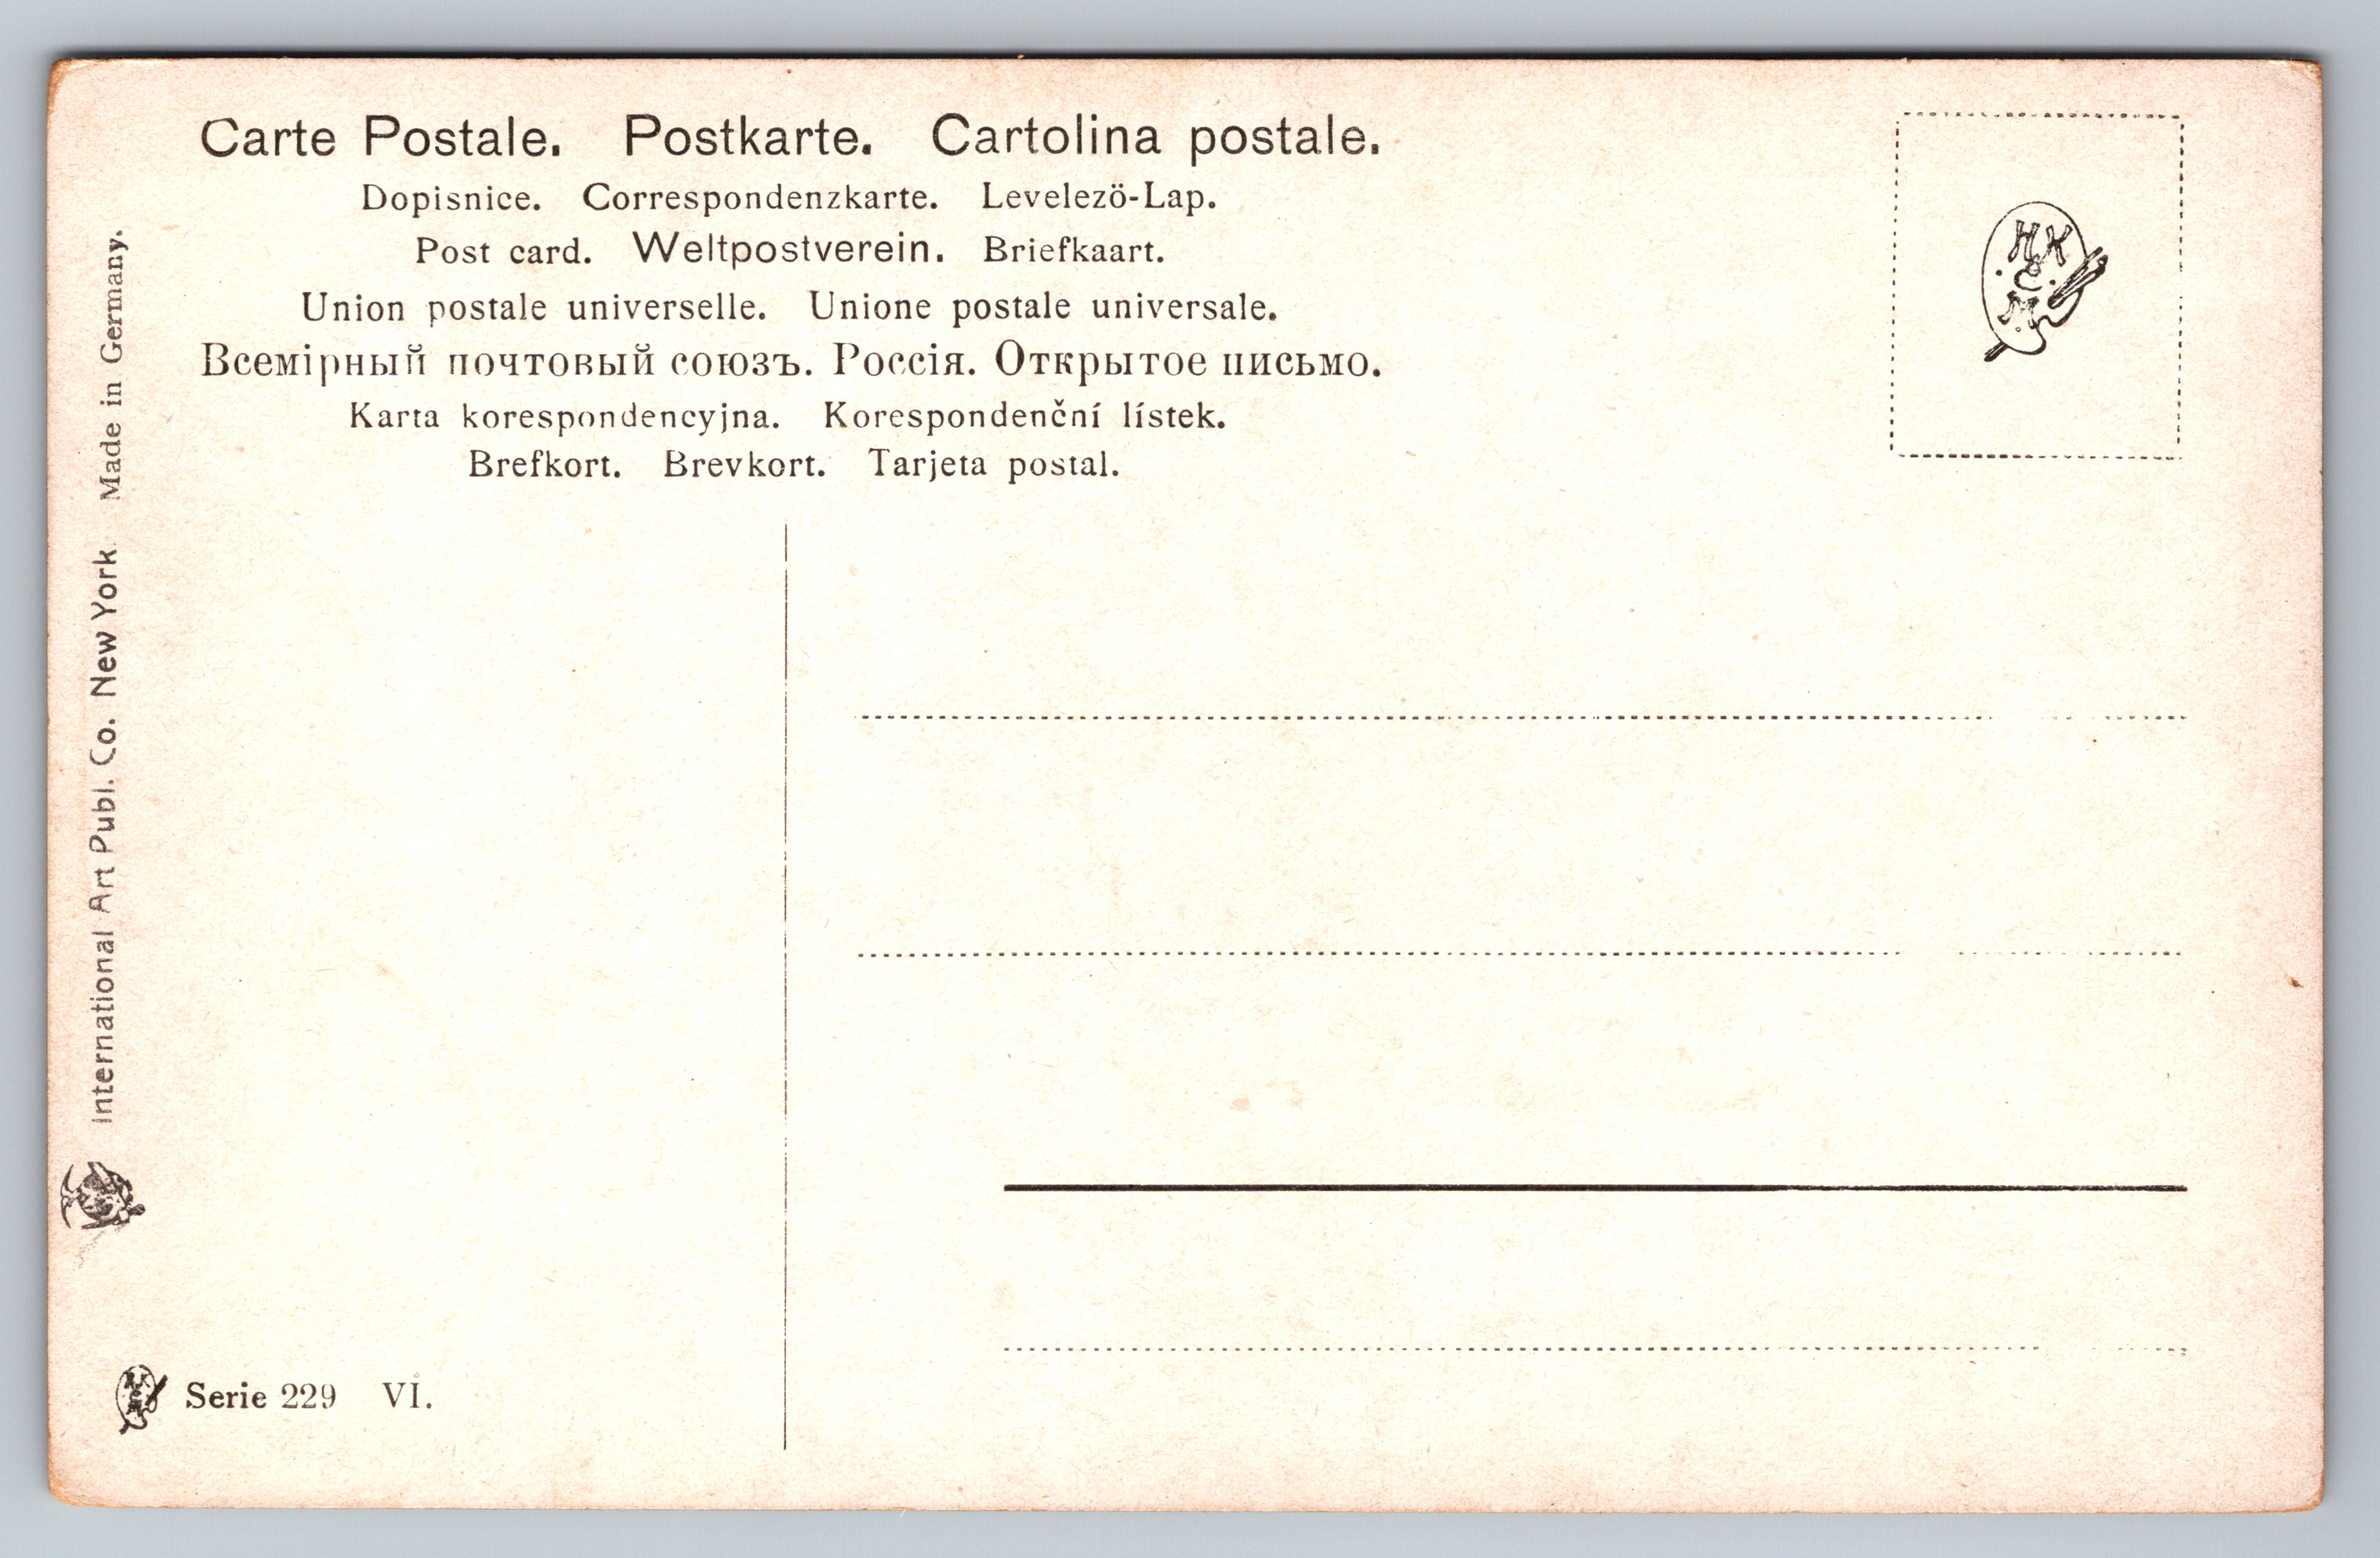 Carte Postale. Postkarte. Cartolina postale.
Dopisnice. Correspondenzkarte. Levelezö-Lap.
Post card. Weltpostverein. Briefkaart.
Union postale universelle. Unione postale universale.
Всемірный почтовый союзъ. Россія. Открытое письмо.
Karta korespondencyjna. Korespondenční lístek.
Brefkort. Brevkort. Tarjeta postal.
HK
&
M
International Art Publ. Co. New York Made in Germany.
Serie 229 VI.